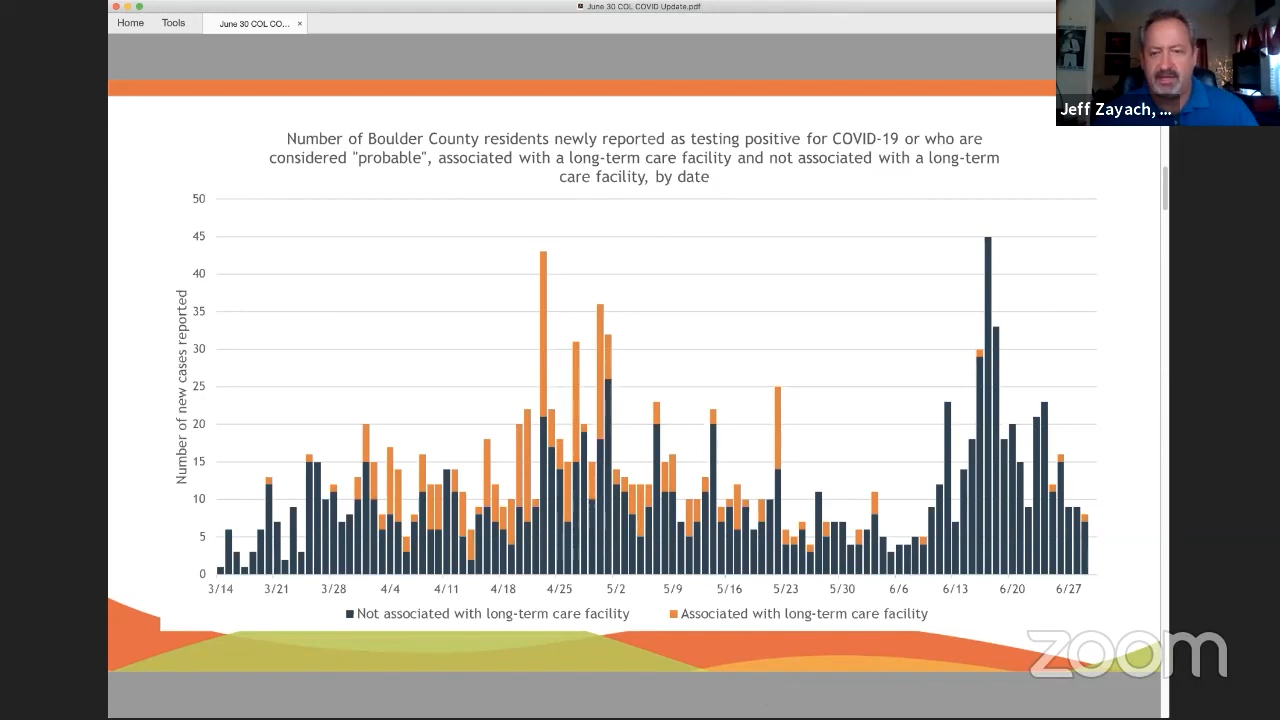 June 30 COL COVID Update.pdf
Home Tools June 30 COL CO... ×
Jeff Zayach, ...
Number of Boulder County residents newly reported as testing positive for COVID-19 or who are
considered "probable", associated with a long-term care facility and not associated with a long-term
care facility, by date
Number of new cases reported
50
45
40
35
30
25
20
15
10
5
0
3/14 3/21 3/28 4/4 4/11 4/18 4/25 5/2 5/9 5/16 5/23 5/30 6/6 6/13 6/20 6/27
Not associated with long-term care facility Associated with long-term care facility
zoom